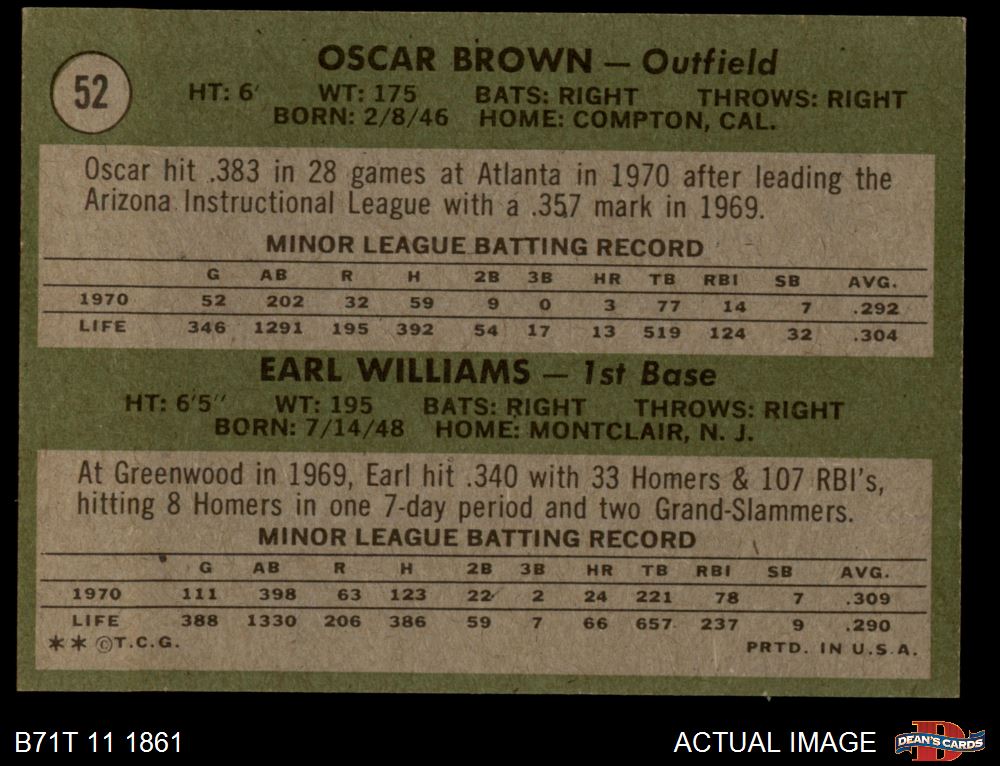 52
OSCAR BROWN — Outfield
HT: 6' WT: 175 BATS: RIGHT THROWS: RIGHT
BORN: 2/8/46 HOME: COMPTON, CAL.
Oscar hit .383 in 28 games at Atlanta in 1970 after leading the
Arizona Instructional League with a .357 mark in 1969.
MINOR LEAGUE BATTING RECORD
G AB R H 2B 3B HR TB RBI SB AVG.
1970 52 202 32 59 9 0 3 77 14 7 .292
LIFE 346 1291 195 392 54 17 13 519 124 32 .304
EARL WILLIAMS — 1st Base
HT: 6'5'' WT: 195 BATS: RIGHT THROWS: RIGHT
BORN: 7/14/48 HOME: MONTCLAIR, N. J.
At Greenwood in 1969, Earl hit .340 with 33 Homers & 107 RBI's,
hitting 8 Homers in one 7-day period and two Grand-Slammers.
MINOR LEAGUE BATTING RECORD
G AB R H 2B 3B HR TB RBI SB AVG.
1970 111 398 63 123 22 2 24 221 78 7 .309
LIFE 388 1330 206 386 59 7 66 657 237 9 .290
** ©T.C.G. PRTD. IN U.S.A.
B71T 11 1861 ACTUAL IMAGE DEAN'S CARDS